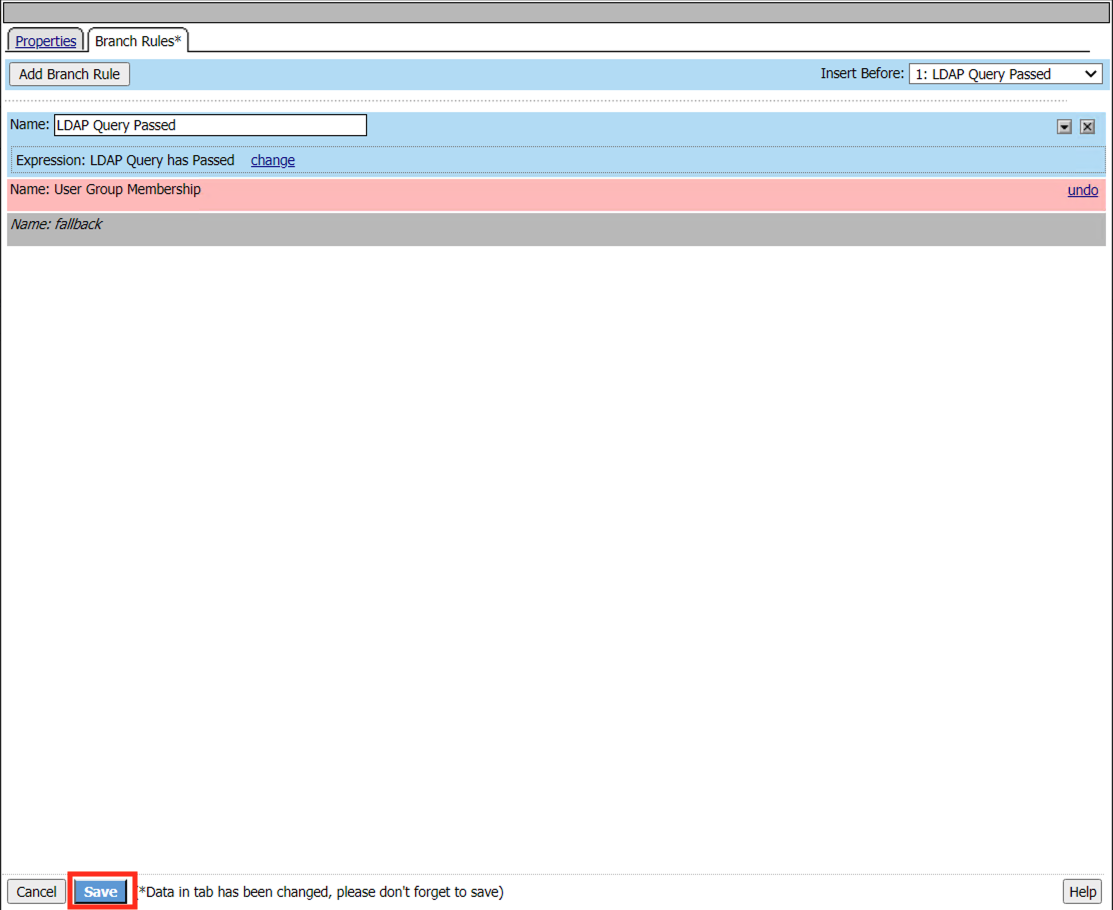 Properties Branch Rules*
Add Branch Rule Insert Before: 1: LDAP Query Passed
Name: LDAP Query Passed
Expression: LDAP Query has Passed change
Name: User Group Membership undo
Name: fallback
Cancel Save *Data in tab has been changed, please don't forget to save) Help